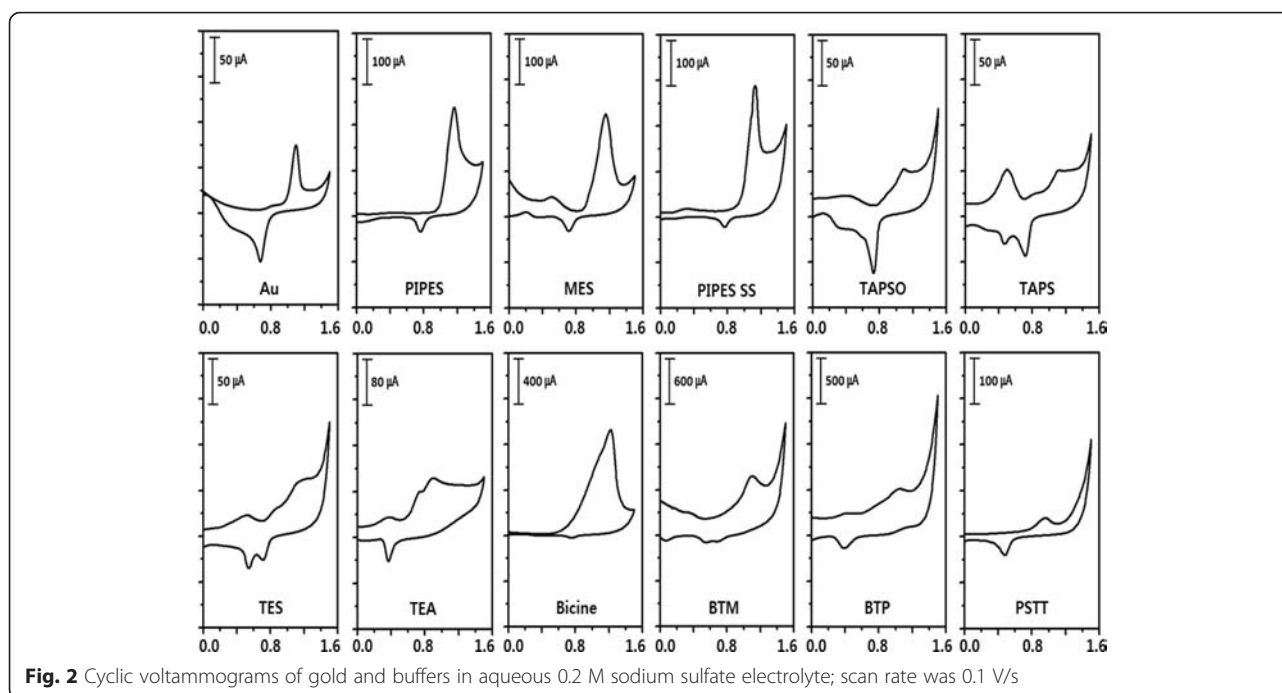 50 µA 100 µA 100 µA 100 µA 50 µA 50 µA
Au PIPES MES PIPES SS TAPSO TAPS
0.0 0.8 1.6 0.0 0.8 1.6 0.0 0.8 1.6 0.0 0.8 1.6 0.0 0.8 1.6 0.0 0.8 1.6
50 µA 80 µA 400 µA 600 µA 500 µA 100 µA
TES TEA Bicine BTM BTP PSTT
0.0 0.8 1.6 0.0 0.8 1.6 0.0 0.8 1.6 0.0 0.8 1.6 0.0 0.8 1.6 0.0 0.8 1.6
Fig. 2 Cyclic voltammograms of gold and buffers in aqueous 0.2 M sodium sulfate electrolyte; scan rate was 0.1 V/s